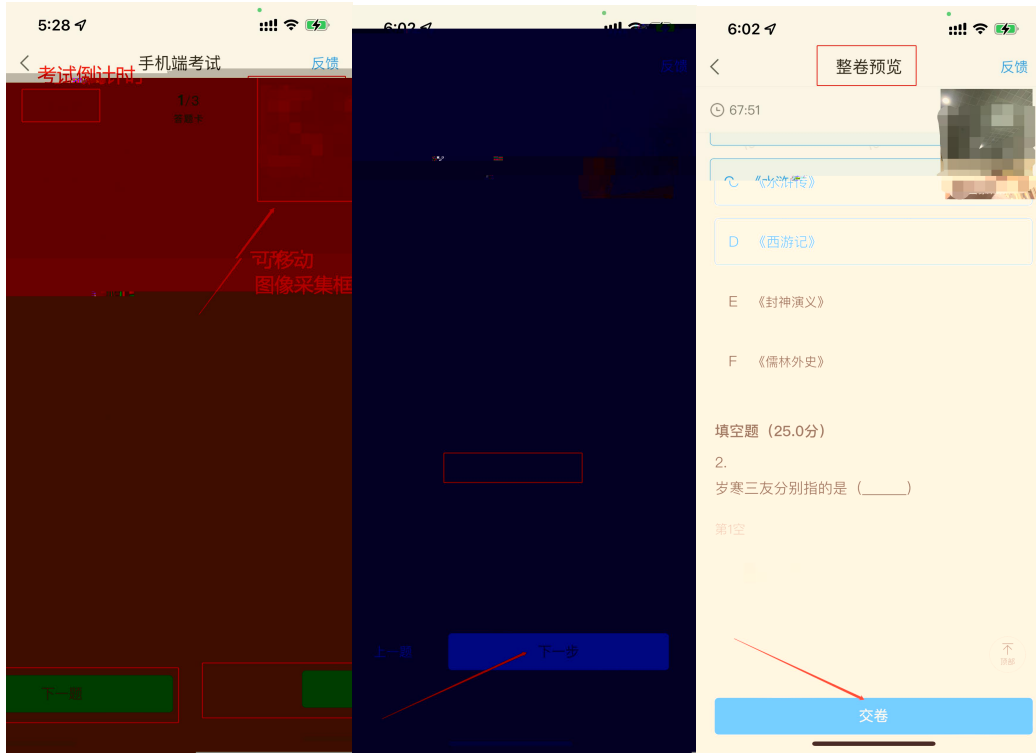 5:28
手机端考试
反馈
考试倒计时
1/3
可移动
图像采集框
下一题
6:02
反馈
上一题
下一步
6:02
整卷预览
反馈
67:51
C 《水浒传》
D 《西游记》
E 《封神演义》
F 《儒林外史》
填空题（25.0分）
2.
岁寒三友分别指的是（______）
第1空
顶部
交卷